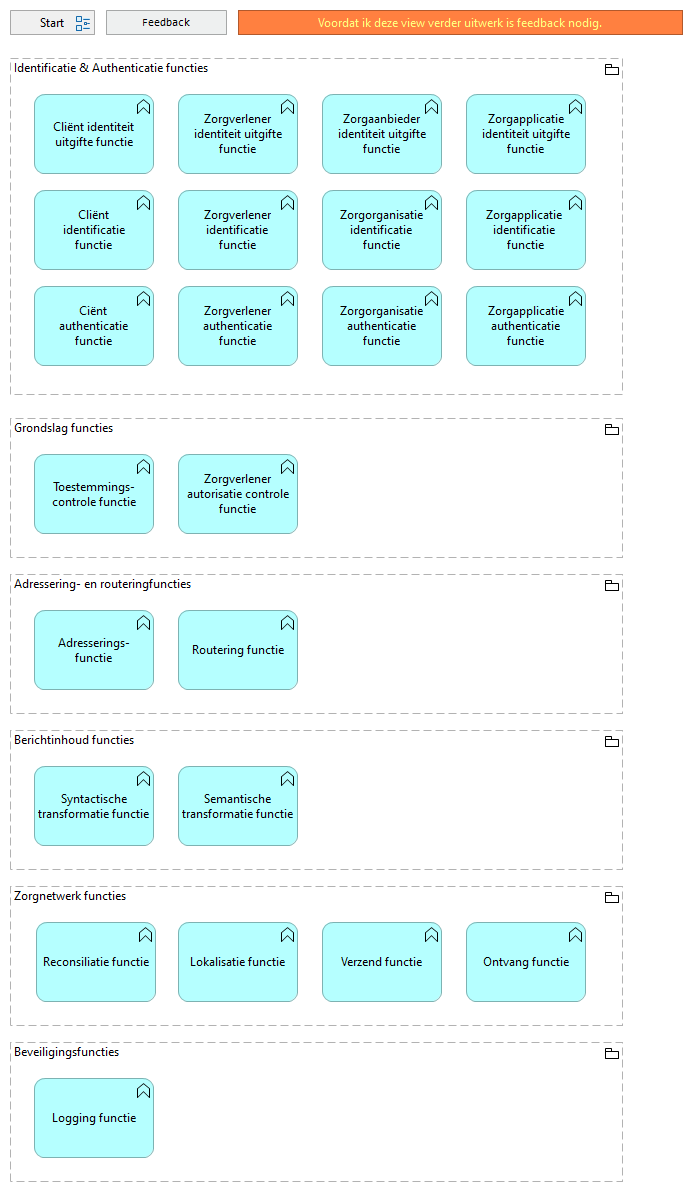 Start
Feedback
Voordat ik deze view verder uitwerk is feedback nodig.
Identificatie & Authenticatie functies
Cliënt identiteit
uitgifte functie
Zorgverlener
identiteit uitgifte
functie
Zorgaanbieder
identiteit uitgifte
functie
Zorgapplicatie
identiteit uitgifte
functie
Cliënt
identificatie
functie
Zorgverlener
identificatie
functie
Zorgorganisatie
identificatie
functie
Zorgapplicatie
identificatie
functie
Ciënt
authenticatie
functie
Zorgverlener
authenticatie
functie
Zorgorganisatie
authenticatie
functie
Zorgapplicatie
authenticatie
functie
Grondslag functies
Toestemmings-
controle functie
Zorgverlener
autorisatie controle
functie
Adressering- en routeringfuncties
Adresserings-
functie
Routering functie
Berichtinhoud functies
Syntactische
transformatie functie
Semantische
transformatie functie
Zorgnetwerk functies
Reconsiliatie functie
Lokalisatie functie
Verzend functie
Ontvang functie
Beveiligingsfuncties
Logging functie